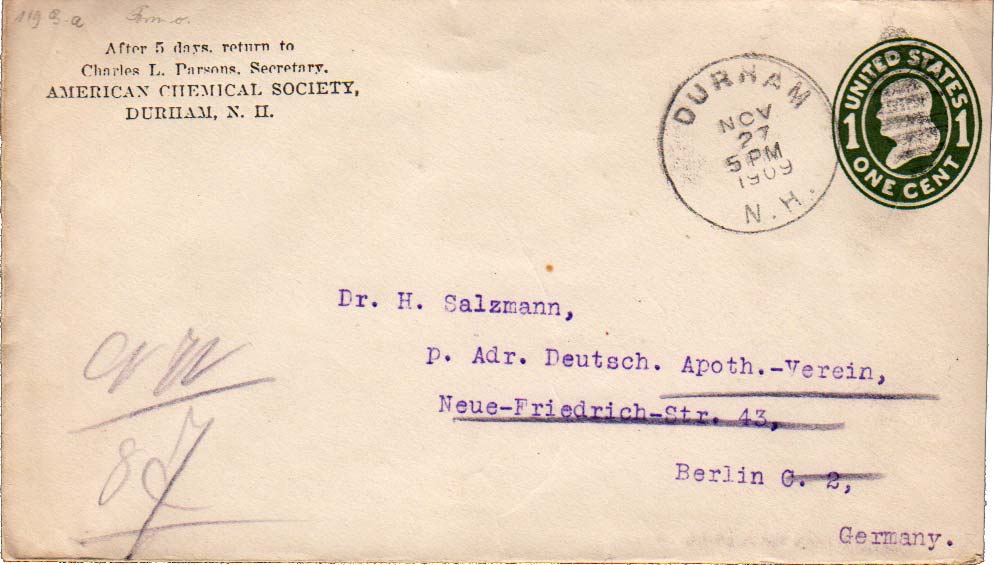 119
After 5 days, return to
Charles L. Parsons, Secretary,
AMERICAN CHEMICAL SOCIETY,
DURHAM, N. H.
DURHAM
NOV
27
5 PM
1909
N.H.
UNITED STATES
1 1
ONE CENT
Dr. H. Salzmann,
p. Adr. Deutsch. Apoth.-Verein,
Neue-Friedrich-Str. 43,
Berlin C. 2,
Germany.